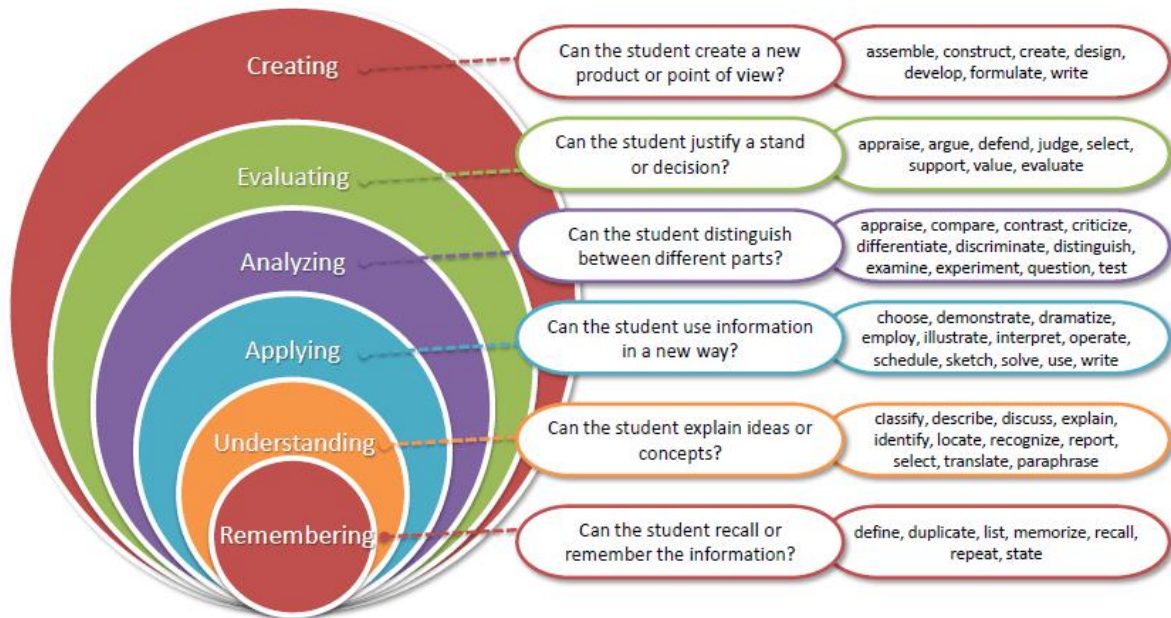 Creating
Can the student create a new
product or point of view?
assemble, construct, create, design,
develop, formulate, write
Evaluating
Can the student justify a stand
or decision?
appraise, argue, defend, judge, select,
support, value, evaluate
Analyzing
Can the student distinguish
between different parts?
appraise, compare, contrast, criticize,
differentiate, discriminate, distinguish,
examine, experiment, question, test
Applying
Can the student use information
in a new way?
choose, demonstrate, dramatize,
employ, illustrate, interpret, operate,
schedule, sketch, solve, use, write
Understanding
Can the student explain ideas or
concepts?
classify, describe, discuss, explain,
identify, locate, recognize, report,
select, translate, paraphrase
Remembering
Can the student recall or
remember the information?
define, duplicate, list, memorize, recall,
repeat, state